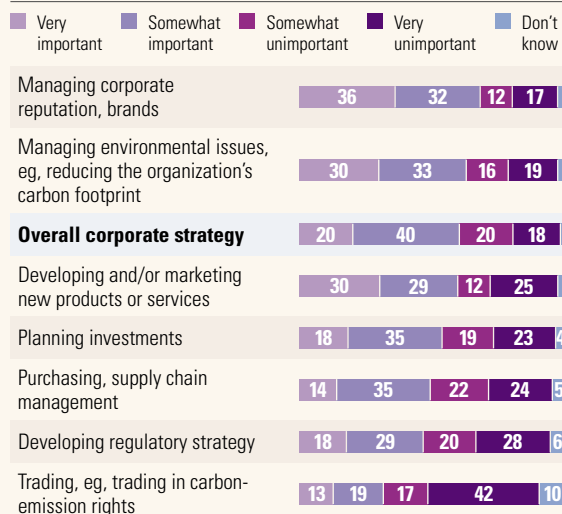 Very important
Somewhat important
Somewhat unimportant
Very unimportant
Don't know
Managing corporate
reputation, brands
36 32 12 17
Managing environmental issues,
eg, reducing the organization's
carbon footprint
30 33 16 19
Overall corporate strategy
20 40 20 18
Developing and/or marketing
new products or services
30 29 12 25
Planning investments
18 35 19 23 4
Purchasing, supply chain
management
14 35 22 24 5
Developing regulatory strategy
18 29 20 28 6
Trading, eg, trading in carbon-
emission rights
13 19 17 42 10